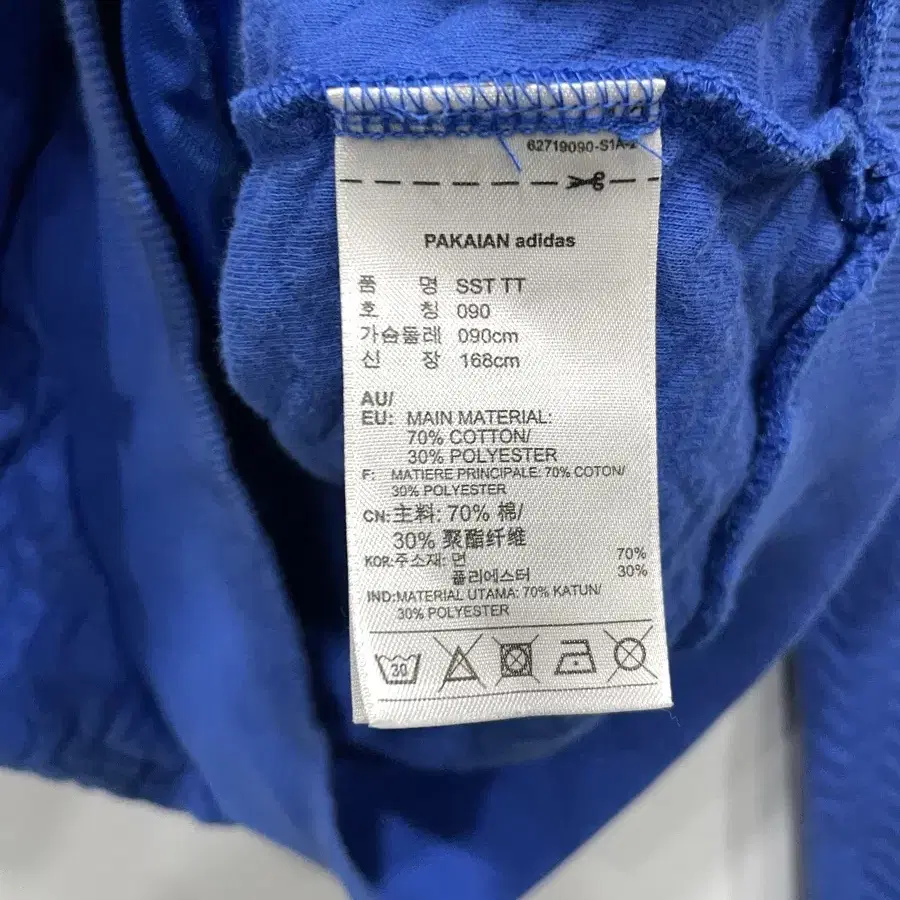 62719090-S1A-2
PAKAIAN adidas
품 명 SST TT
호 칭 090
가슴둘레 090cm
신 장 168cm
AU/
EU: MAIN MATERIAL:
70% COTTON/
30% POLYESTER
F: MATIERE PRINCIPALE: 70% COTON/
30% POLYESTER
CN:主料: 70% 棉/
30% 聚酯纤维
KOR:주소재: 면 70%
폴리에스터 30%
IND:MATERIAL UTAMA: 70% KATUN/
30% POLYESTER
30